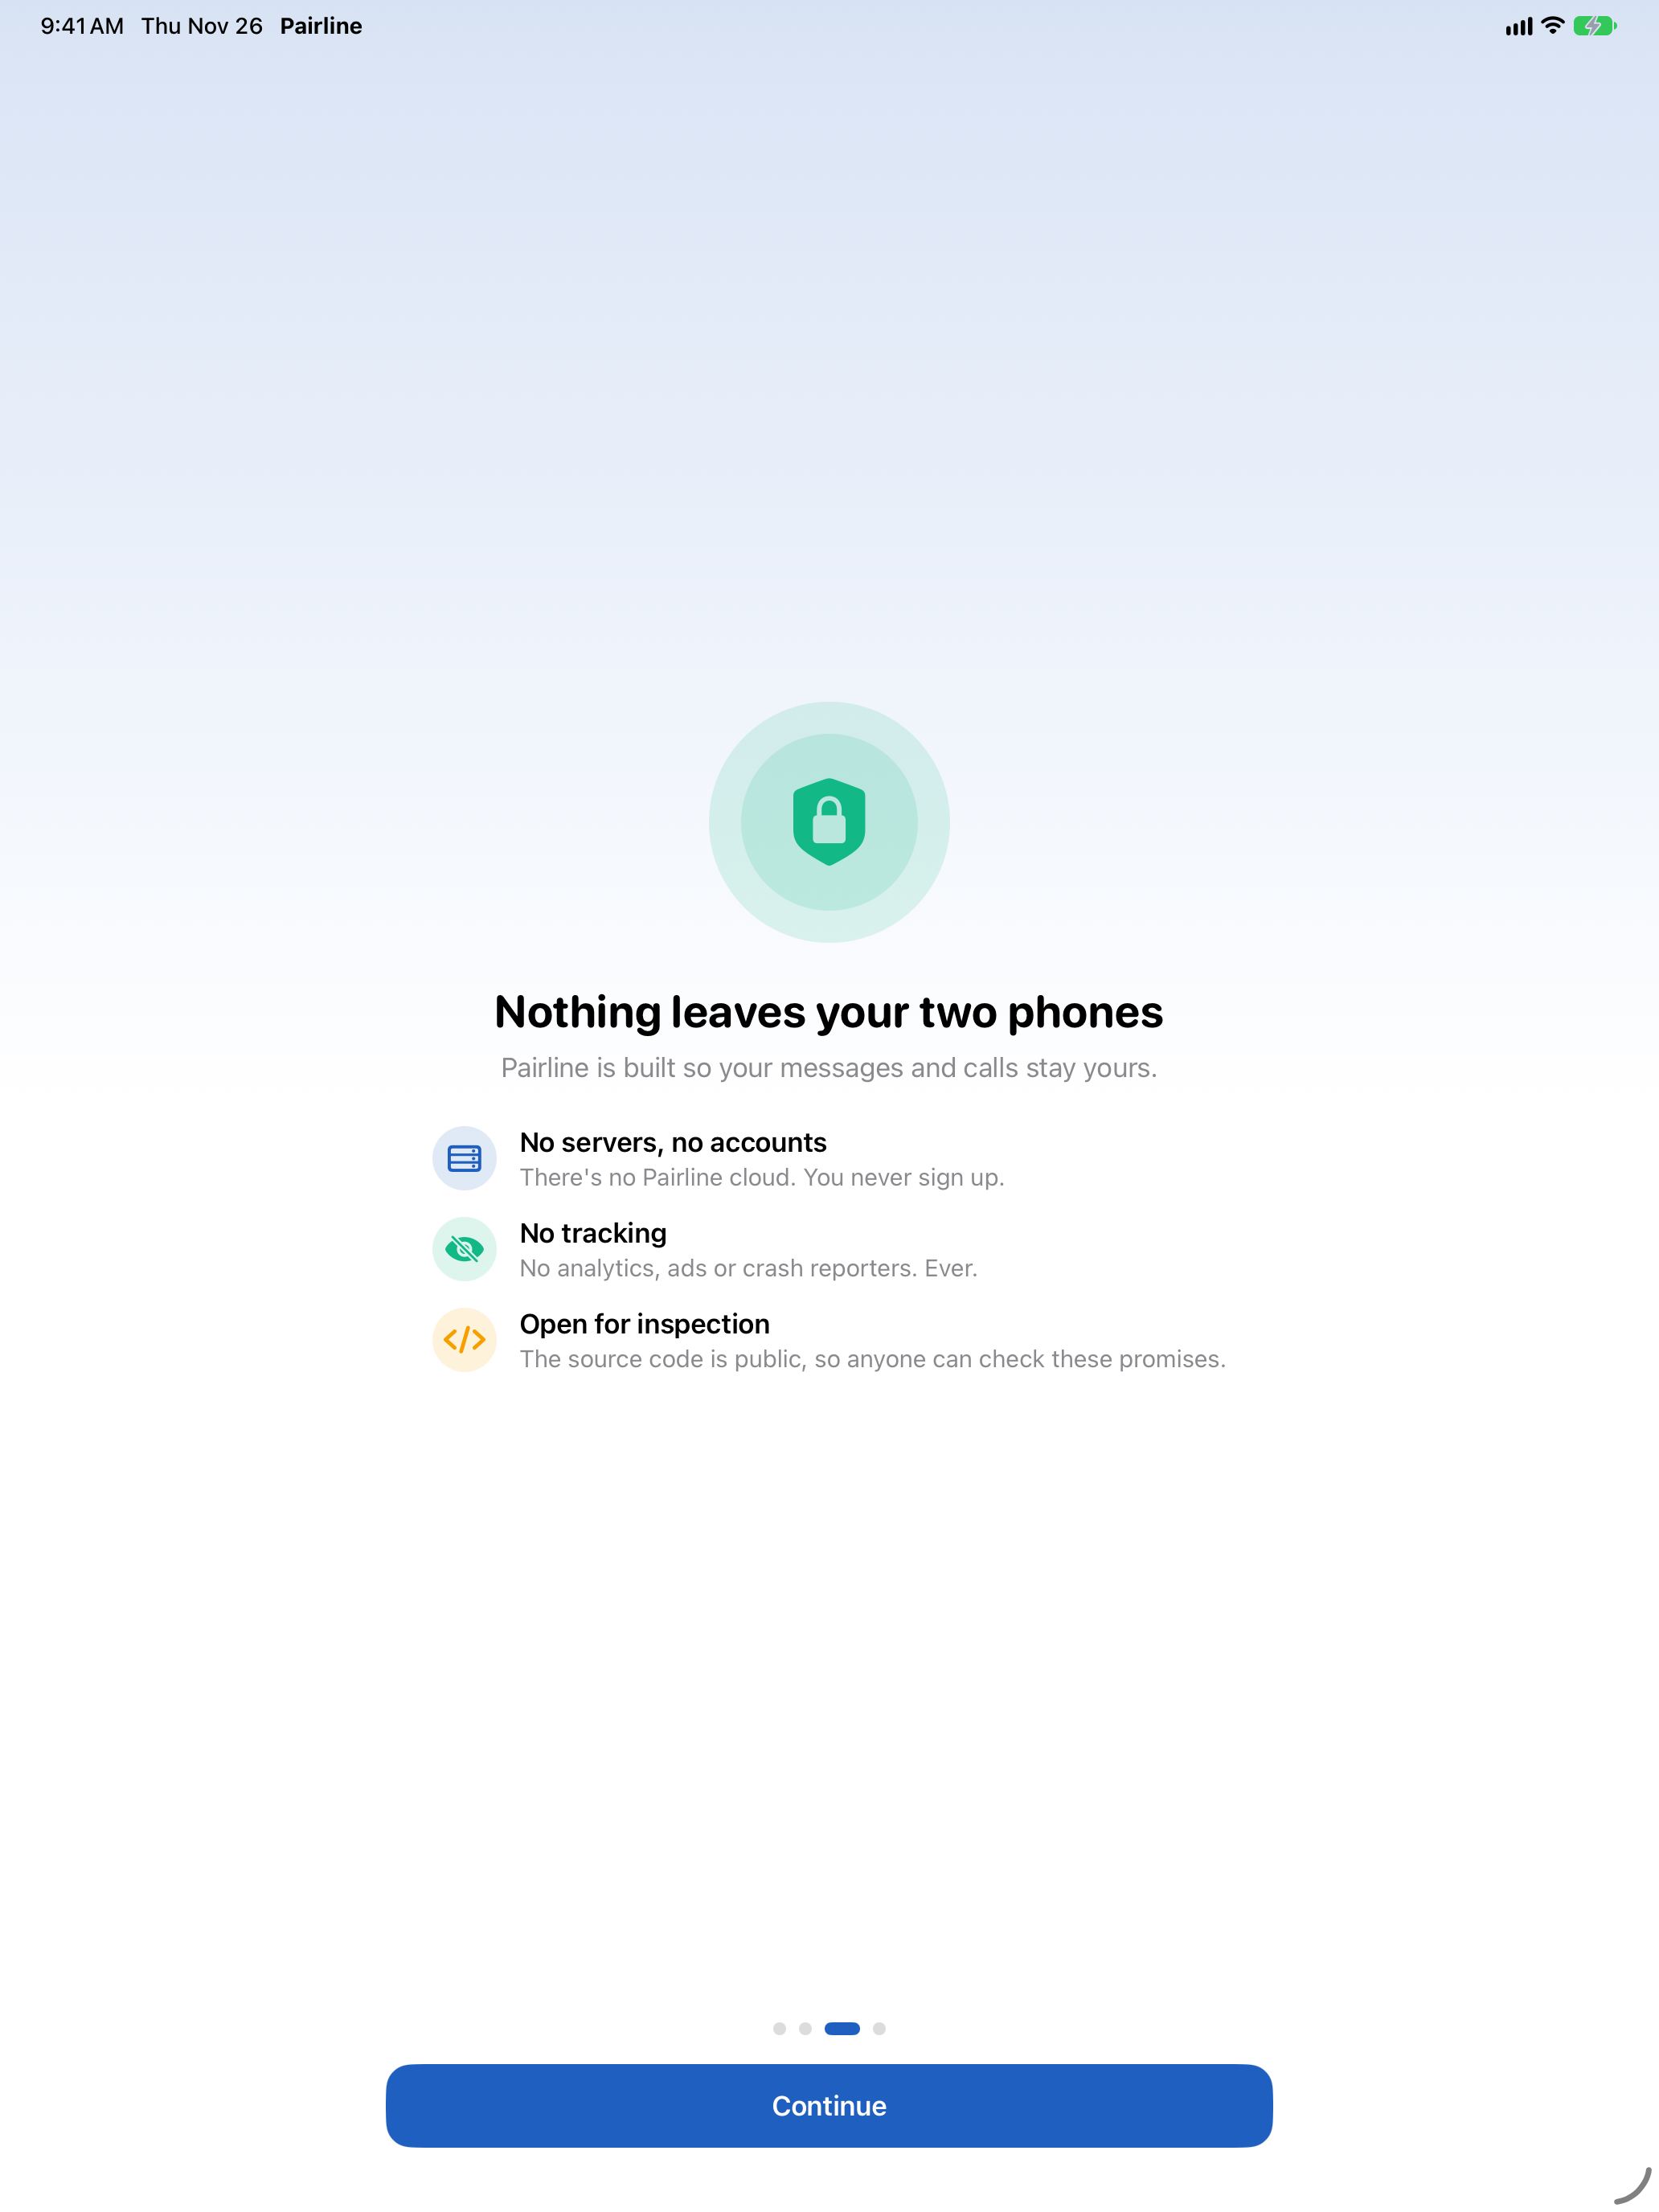 9:41 AM Thu Nov 26 Pairline
Nothing leaves your two phones
Pairline is built so your messages and calls stay yours.
No servers, no accounts
There's no Pairline cloud. You never sign up.
No tracking
No analytics, ads or crash reporters. Ever.
Open for inspection
The source code is public, so anyone can check these promises.
Continue